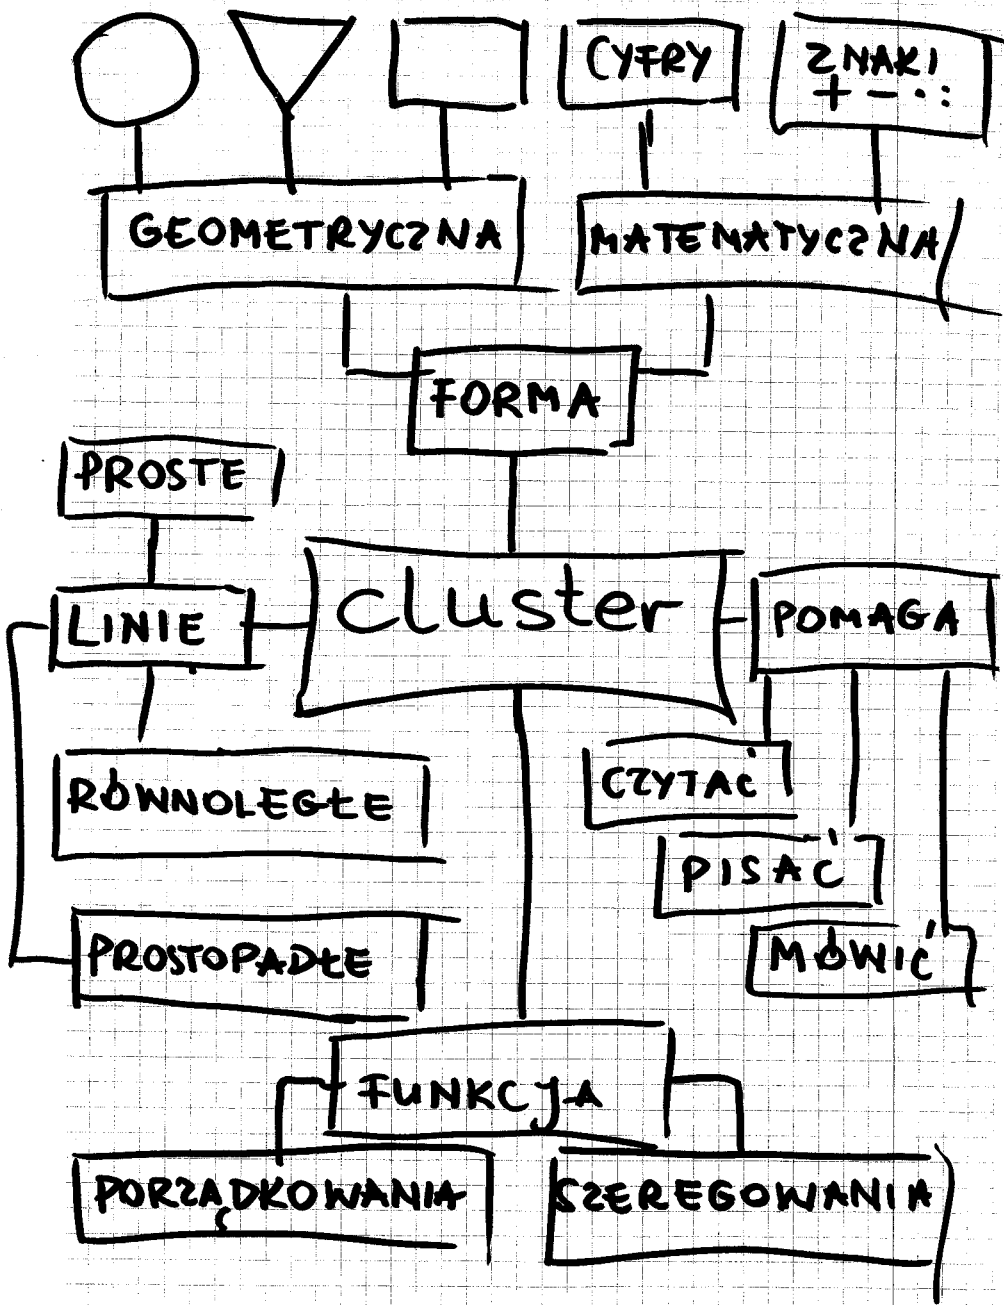 CYFRY
ZNAKI
+ - · :
GEOMETRYCZNA
MATEMATYCZNA
FORMA
PROSTE
cluster
LINIE
POMAGA
RÓWNOLEGŁE
CZYTAĆ
PISAĆ
PROSTOPADŁE
MÓWIĆ
FUNKCJA
PORZĄDKOWANIA
SZEREGOWANIA